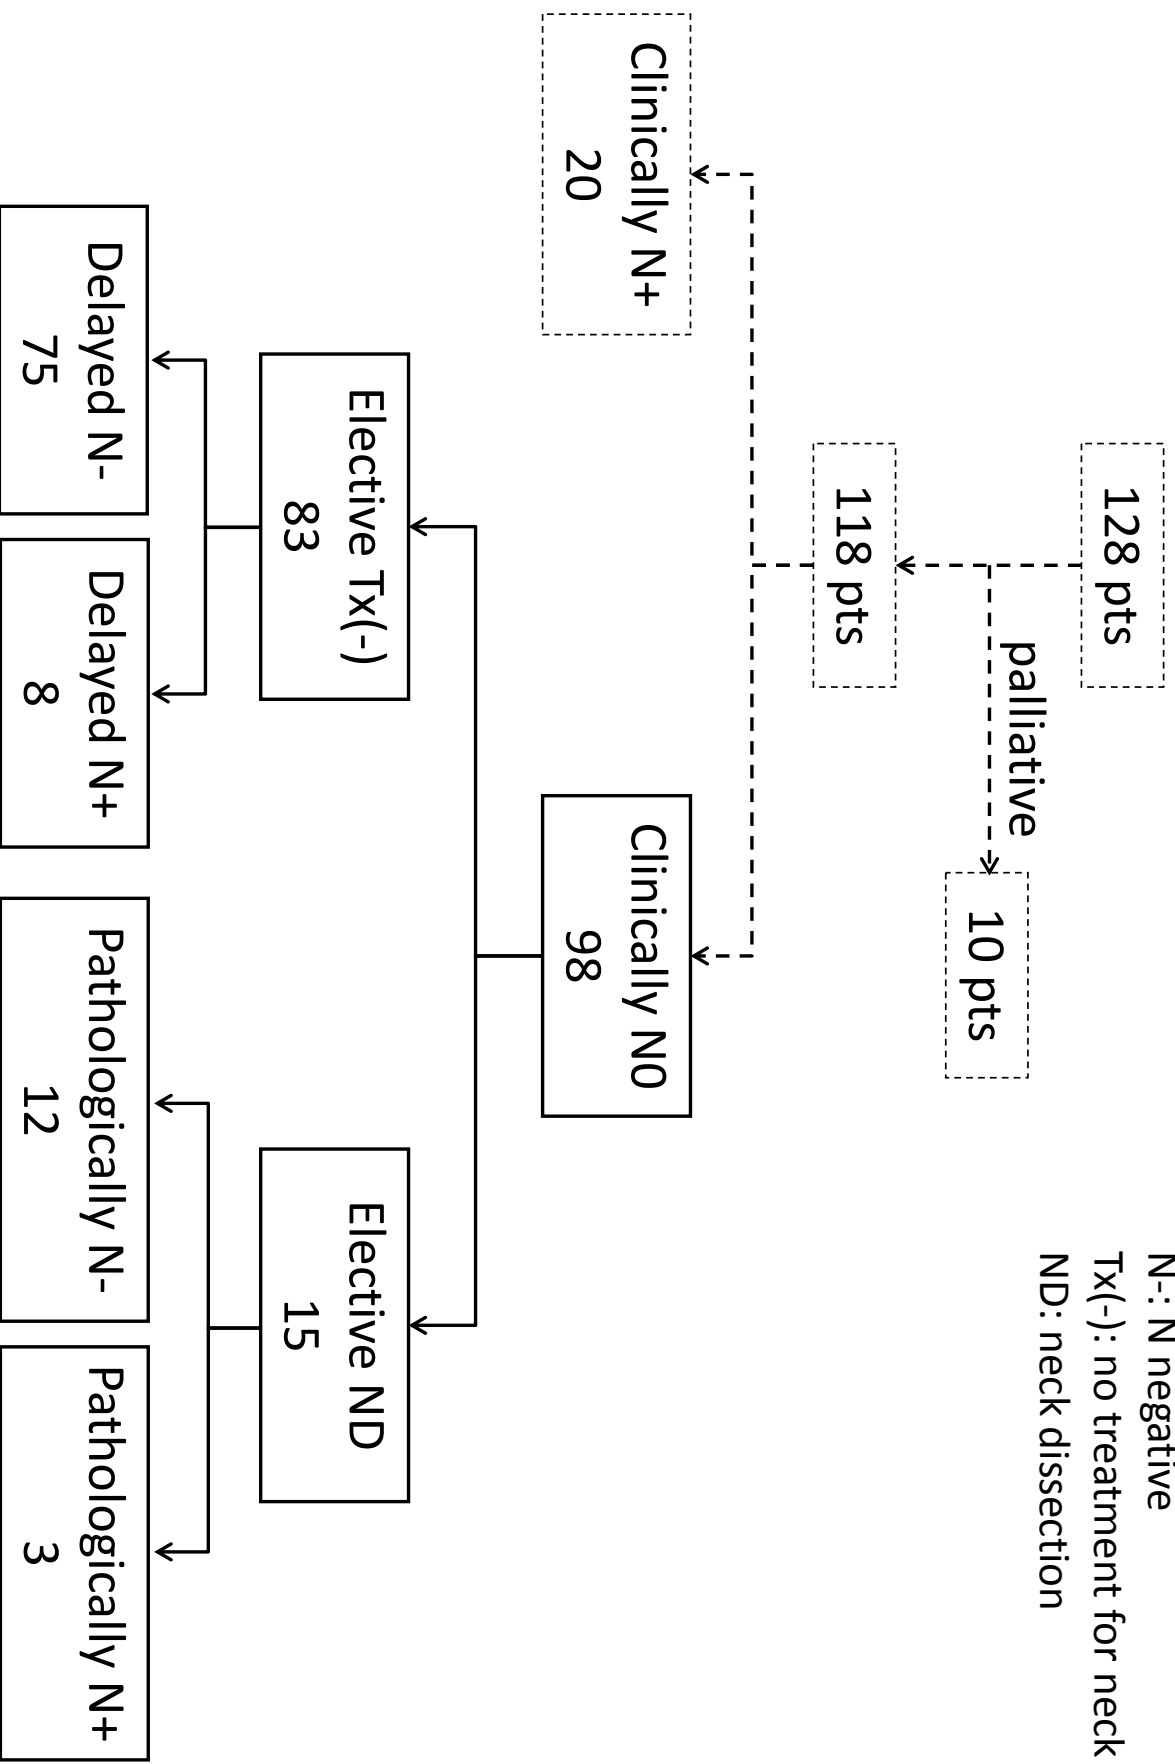 N-: N negative
Tx(-): no treatment for neck
ND: neck dissection
128 pts
palliative
10 pts
118 pts
Clinically N+
20
Clinically N0
98
Elective Tx(-)
83
Elective ND
15
Delayed N-
75
Delayed N+
8
Pathologically N-
12
Pathologically N+
3